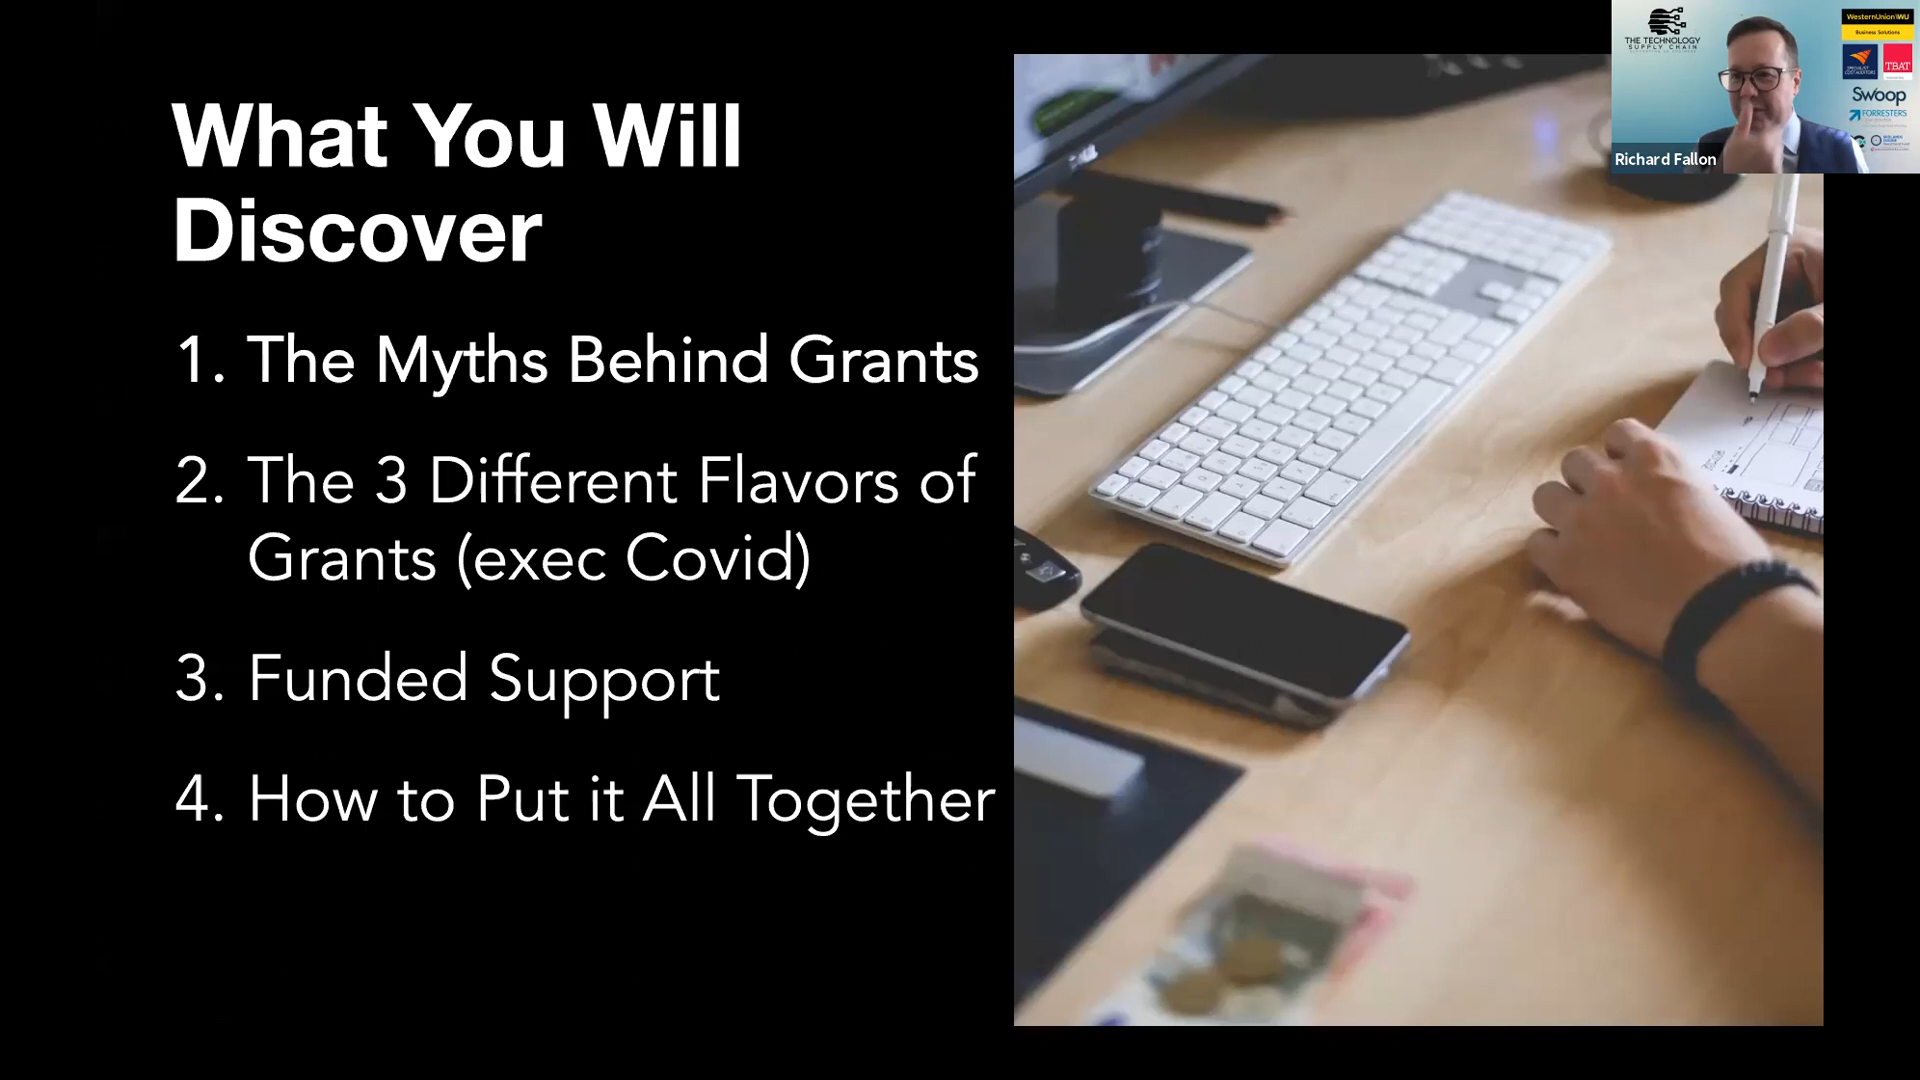 What You Will
Discover
1. The Myths Behind Grants
2. The 3 Different Flavors of
Grants (exec Covid)
3. Funded Support
4. How to Put it All Together
THE TECHNOLOGY
SUPPLY CHAIN
Richard Fallon
WesternUnion WU
Business Solutions
TBAT
Swoop
FORRESTERS